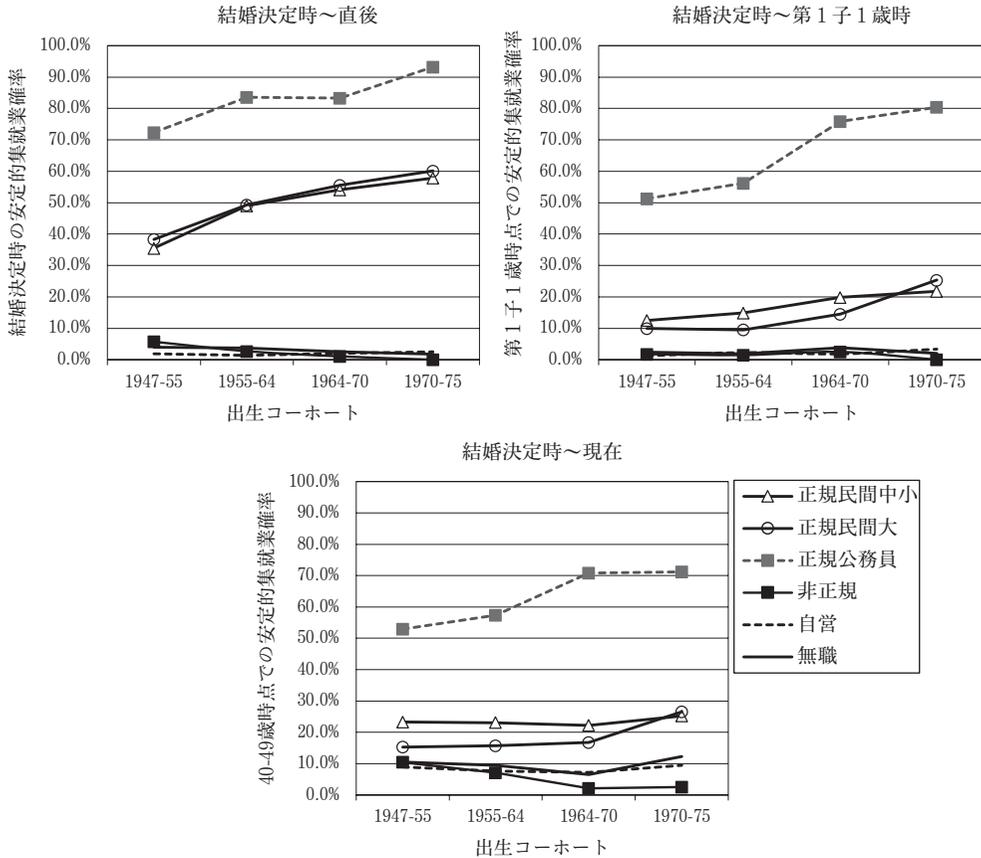 結婚決定時～直後
結婚決定時の安定的集就業確率
100.0%
90.0%
80.0%
70.0%
60.0%
50.0%
40.0%
30.0%
20.0%
10.0%
0.0%
1947-55 1955-64 1964-70 1970-75
出生コーホート
結婚決定時～第１子１歳時
第１子１歳時点での安定的集就業確率
100.0%
90.0%
80.0%
70.0%
60.0%
50.0%
40.0%
30.0%
20.0%
10.0%
0.0%
1947-55 1955-64 1964-70 1970-75
出生コーホート
結婚決定時～現在
40-49歳時点での安定的集就業確率
100.0%
90.0%
80.0%
70.0%
60.0%
50.0%
40.0%
30.0%
20.0%
10.0%
0.0%
1947-55 1955-64 1964-70 1970-75
出生コーホート
正規民間中小
正規民間大
正規公務員
非正規
自営
無職